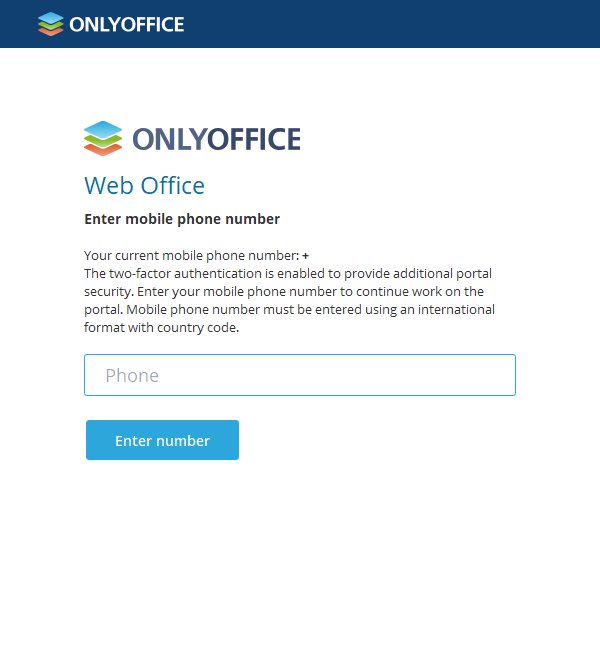 ONLYOFFICE
ONLYOFFICE
Web Office
Enter mobile phone number
Your current mobile phone number: +
The two-factor authentication is enabled to provide additional portal
security. Enter your mobile phone number to continue work on the
portal. Mobile phone number must be entered using an international
format with country code.
Phone
Enter number